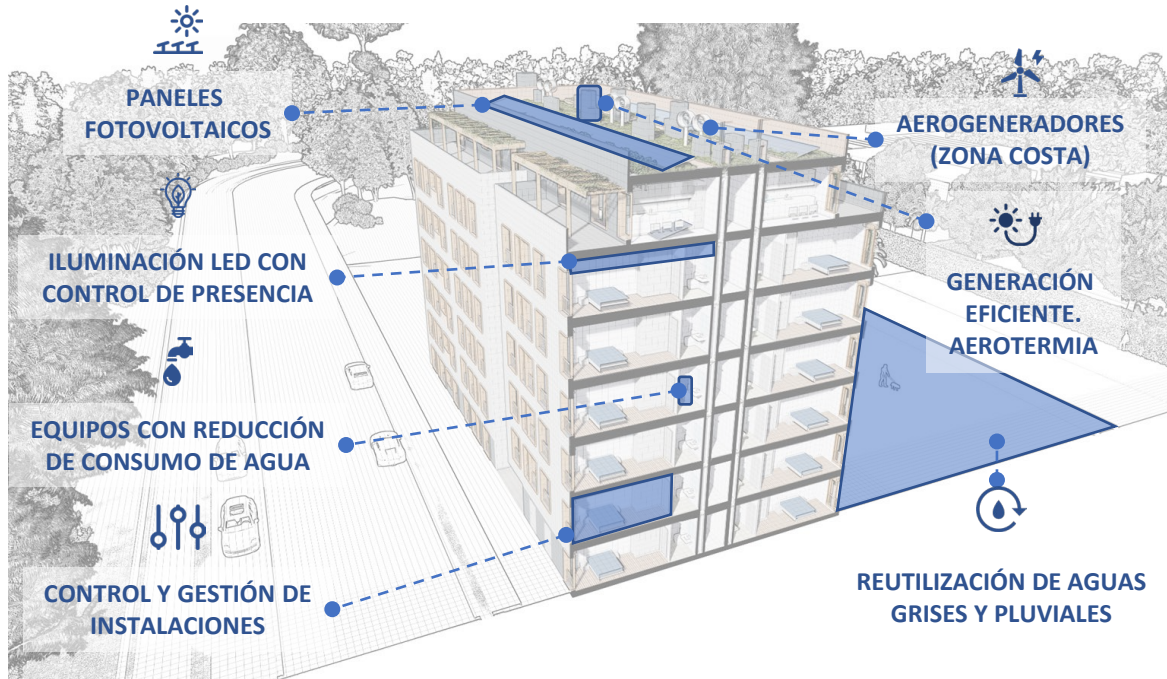 PANELES
FOTOVOLTAICOS
ILUMINACIÓN LED CON
CONTROL DE PRESENCIA
EQUIPOS CON REDUCCIÓN
DE CONSUMO DE AGUA
CONTROL Y GESTIÓN DE
INSTALACIONES
AEROGENERADORES
(ZONA COSTA)
GENERACIÓN
EFICIENTE.
AEROTERMIA
REUTILIZACIÓN DE AGUAS
GRISES Y PLUVIALES